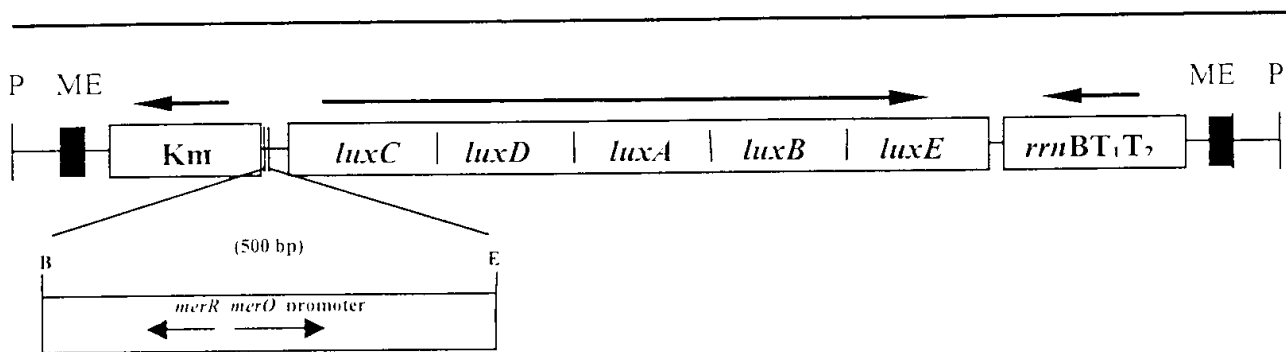 P ME ME P
Km luxC luxD luxA luxB luxE rrnBT₁T₂
(500 bp)
B E
merR merO promoter